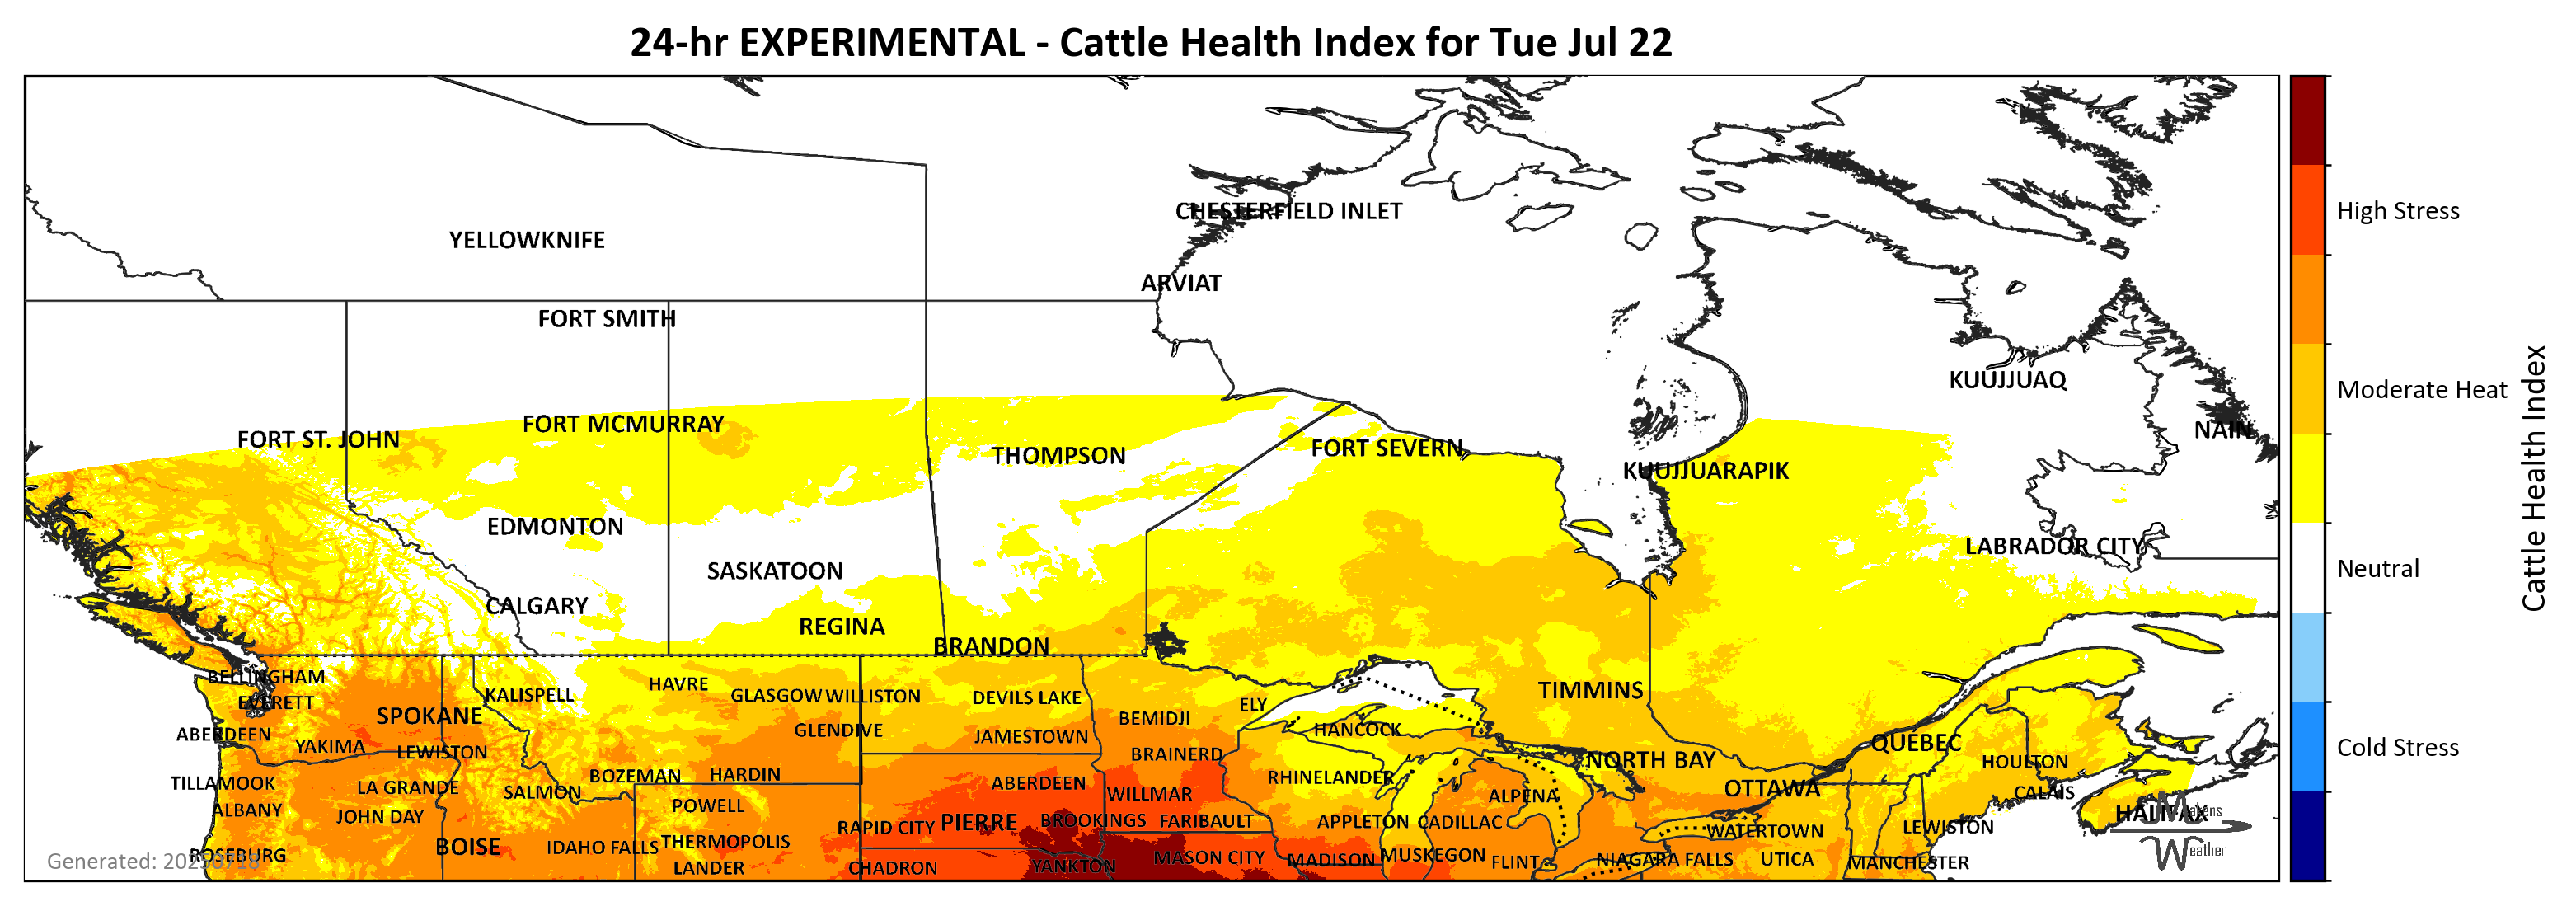 24-hr EXPERIMENTAL - Cattle Health Index for Tue Jul 22
CHESTERFIELD INLET
High Stress
YELLOWKNIFE
ARVIAT
FORT SMITH
KUUJJUAQ
Moderate Heat
Cattle Health Index
FORT MCMURRAY
NAIN
FORT ST. JOHN
FORT SEVERN
THOMPSON
KUUJJUARAPIK
EDMONTON
LABRADOR CITY
Neutral
SASKATOON
CALGARY
REGINA
BRANDON
BELLINGHAM
HAVRE
TIMMINS
KALISPELL
GLASGOW
WILLISTON
DEVILS LAKE
EVERETT
ELY
SPOKANE
BEMIDJI
GLENDIVE
HANCOCK
ABERDEEN
JAMESTOWN
QUEBEC
YAKIMA
LEWISTON
BRAINERD
Cold Stress
NORTH BAY
HOULTON
BOZEMAN
HARDIN
RHINELANDER
TILLAMOOK
LA GRANDE
ABERDEEN
OTTAWA
SALMON
WILLMAR
ALPENA
CALAIS
POWELL
ALBANY
JOHN DAY
Makens
HALIFAX
RAPID CITY
PIERRE
BROOKINGS
FARIBAULT
APPLETON
CADILLAC
WATERTOWN
LEWISTON
BOISE
IDAHO FALLS
THERMOPOLIS
Weather
ROSEBURG
Generated: 20250718
MASON CITY
MADISON
MUSKEGON
FLINT
NIAGARA FALLS
UTICA
MANCHESTER
LANDER
CHADRON
YANKTON